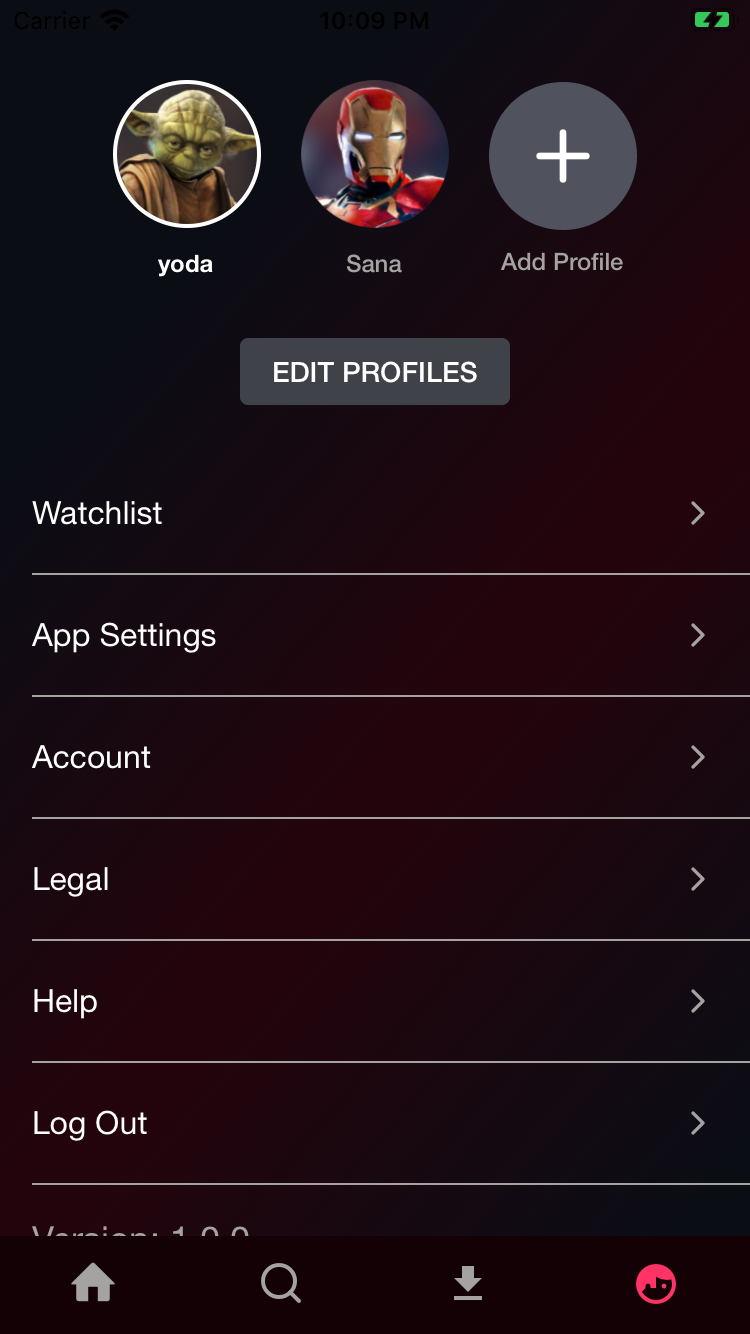 Carrier 10:09 PM
yoda Sana Add Profile
EDIT PROFILES
Watchlist
App Settings
Account
Legal
Help
Log Out
Version: 1.0.0